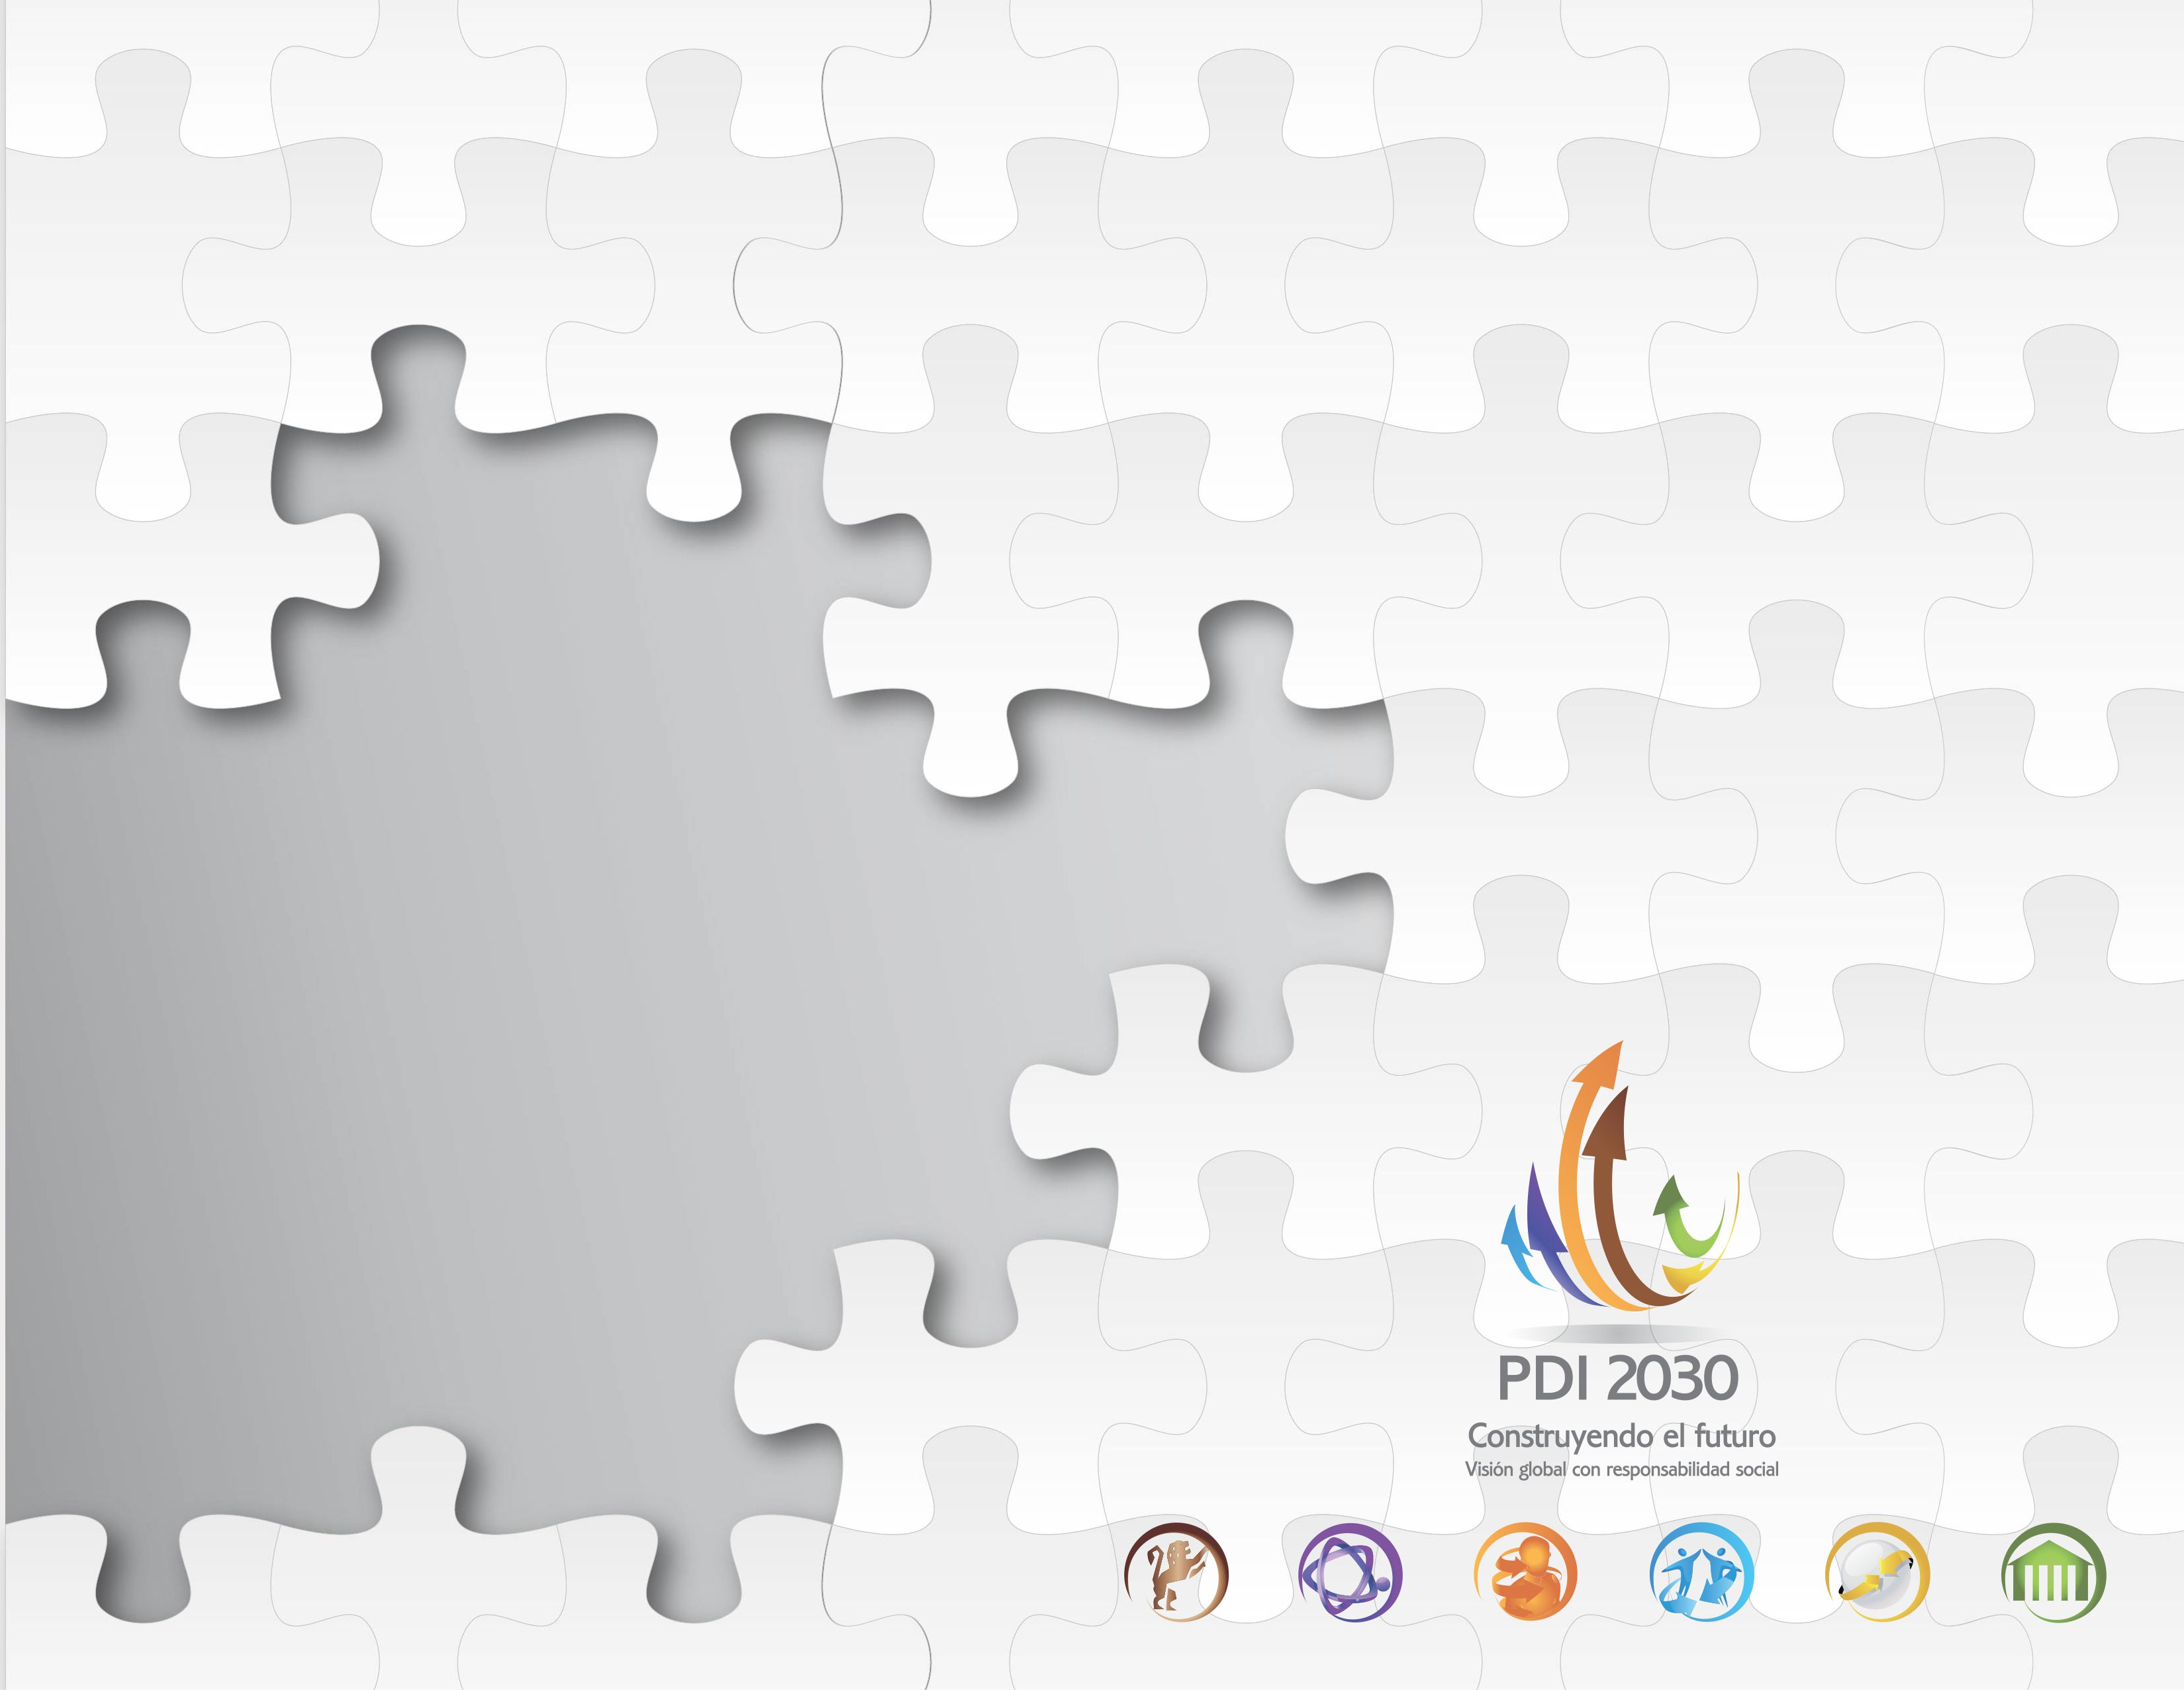 PDI 2030
Construyendo el futuro
Visión global con responsabilidad social